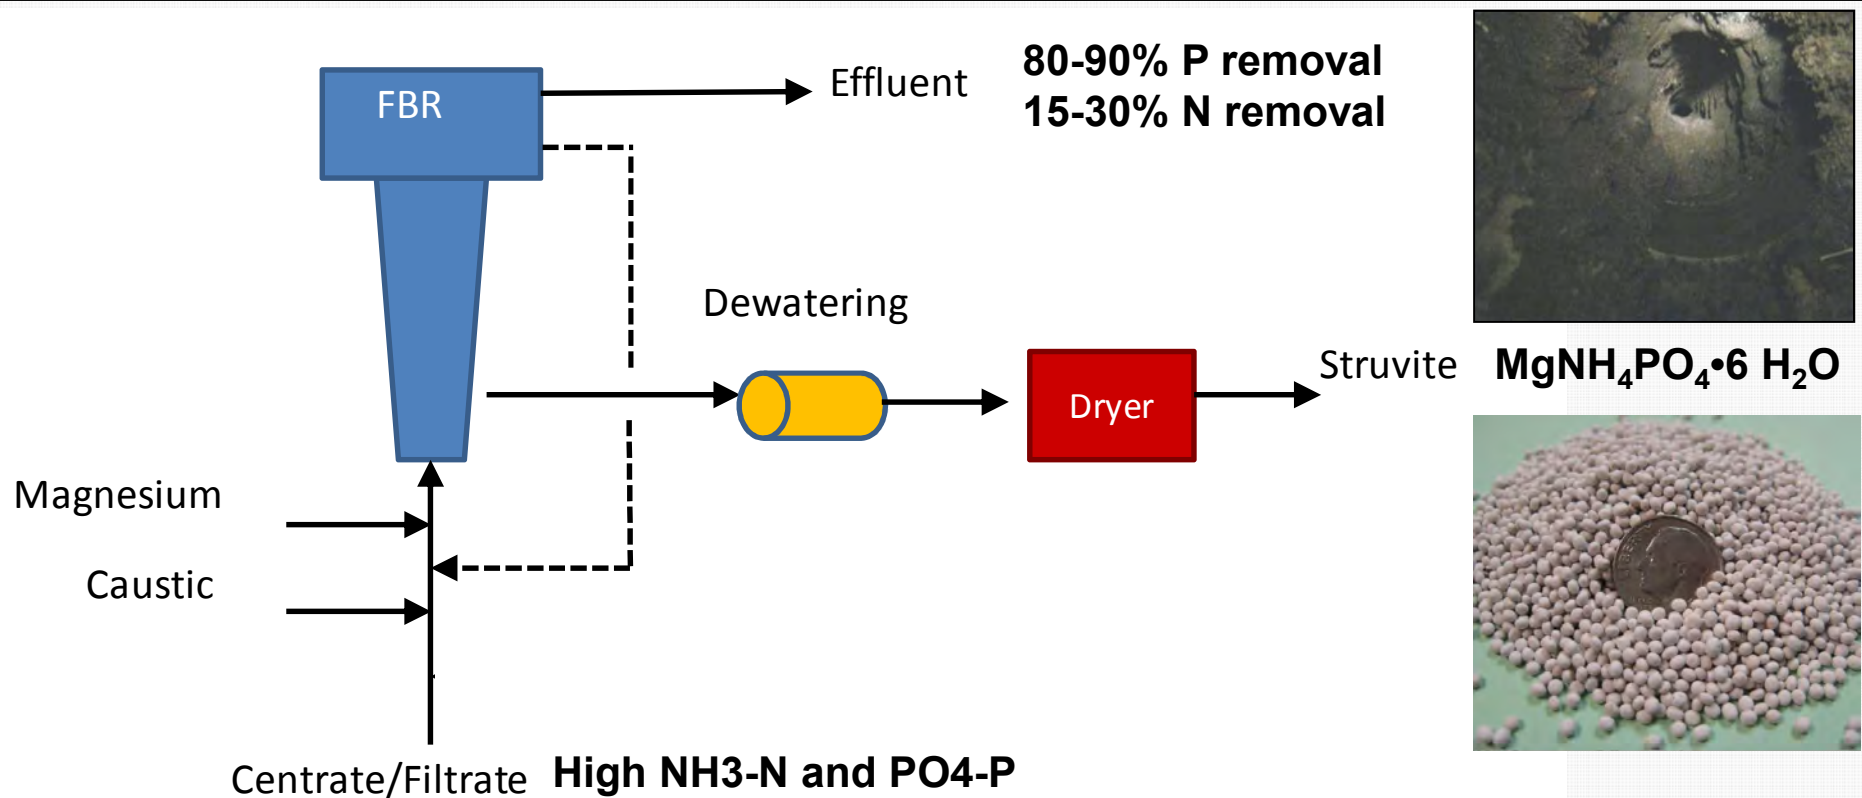 FBR
Effluent
80-90% P removal
15-30% N removal
Dewatering
Dryer
Struvite
MgNH₄PO₄•6 H₂O
Magnesium
Caustic
Centrate/Filtrate
High NH3-N and PO4-P